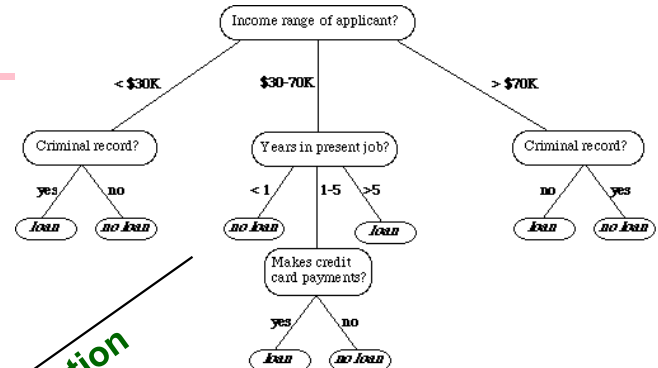 Income range of applicant?
< $30K
$30-70K
> $70K
Criminal record?
Years in present job?
Criminal record?
yes
no
< 1
1-5
>5
no
yes
loan
no loan
no loan
loan
loan
no loan
Makes credit
card payments?
yes
no
loan
no loan
tion